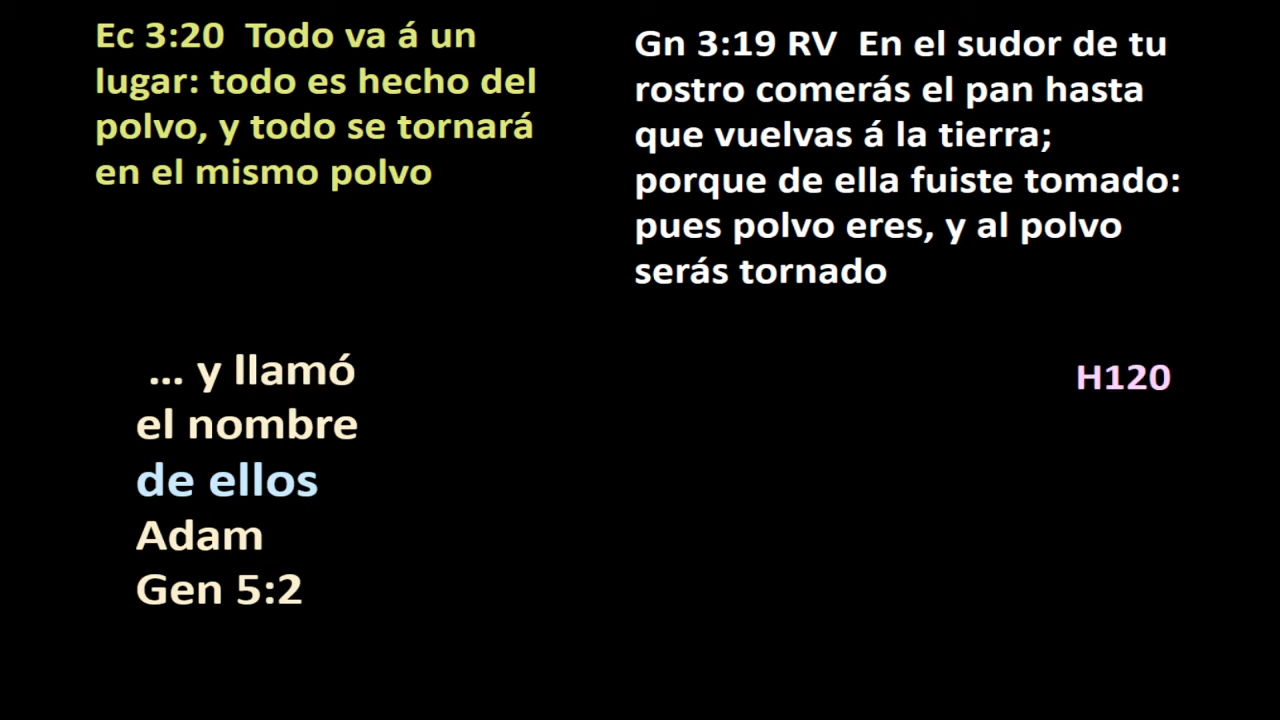 Ec 3:20  Todo va á un
lugar: todo es hecho del
polvo, y todo se tornará
en el mismo polvo
Gn 3:19 RV  En el sudor de tu
rostro comerás el pan hasta
que vuelvas á la tierra;
porque de ella fuiste tomado:
pues polvo eres, y al polvo
serás tornado
... y llamó
el nombre
de ellos
Adam
Gen 5:2
H120